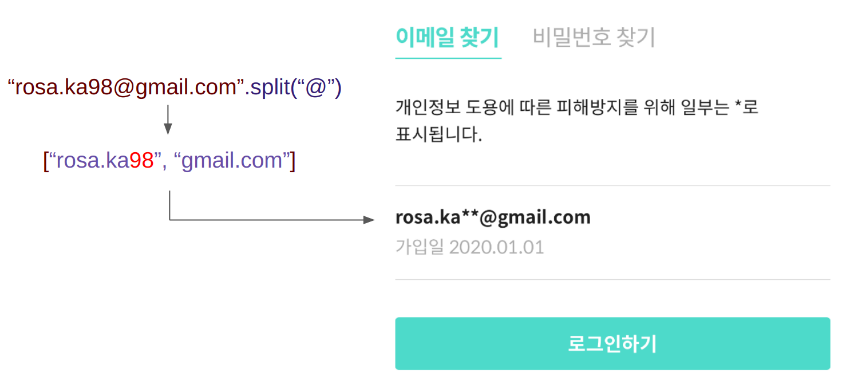 “rosa.ka98@gmail.com”.split(“@”)
[“rosa.ka98”, “gmail.com”]
이메일 찾기 비밀번호 찾기
개인정보 도용에 따른 피해방지를 위해 일부는 *로
표시됩니다.
rosa.ka**@gmail.com
가입일 2020.01.01
로그인하기